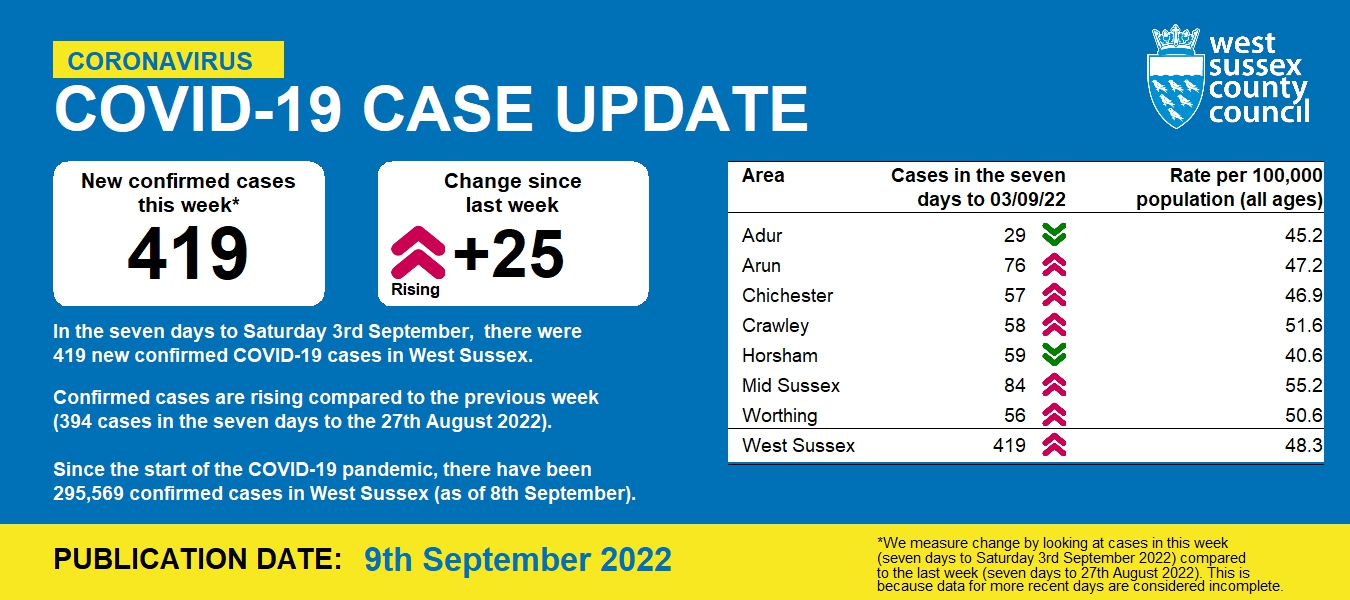 CORONAVIRUS
COVID-19 CASE UPDATE
west
sussex
county
council
New confirmed cases
this week*
419
Change since
last week
+25
Rising
In the seven days to Saturday 3rd September, there were
419 new confirmed COVID-19 cases in West Sussex.
Confirmed cases are rising compared to the previous week
(394 cases in the seven days to the 27th August 2022).
Since the start of the COVID-19 pandemic, there have been
295,569 confirmed cases in West Sussex (as of 8th September).
Area Cases in the seven Rate per 100,000
days to 03/09/22 population (all ages)
Adur 29 45.2
Arun 76 47.2
Chichester 57 46.9
Crawley 58 51.6
Horsham 59 40.6
Mid Sussex 84 55.2
Worthing 56 50.6
West Sussex 419 48.3
PUBLICATION DATE: 9th September 2022
*We measure change by looking at cases in this week
(seven days to Saturday 3rd September 2022) compared
to the last week (seven days to 27th August 2022). This is
because data for more recent days are considered incomplete.